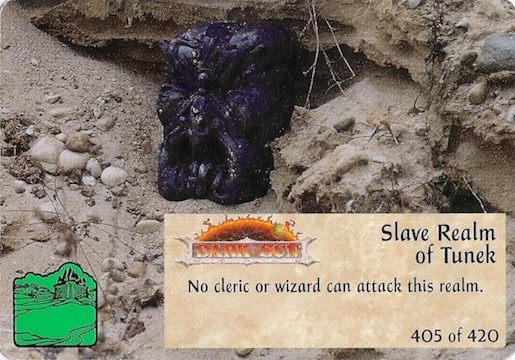 Slave Realm
of Tunek
DARK SUN
No cleric or wizard can attack this realm.
405 of 420